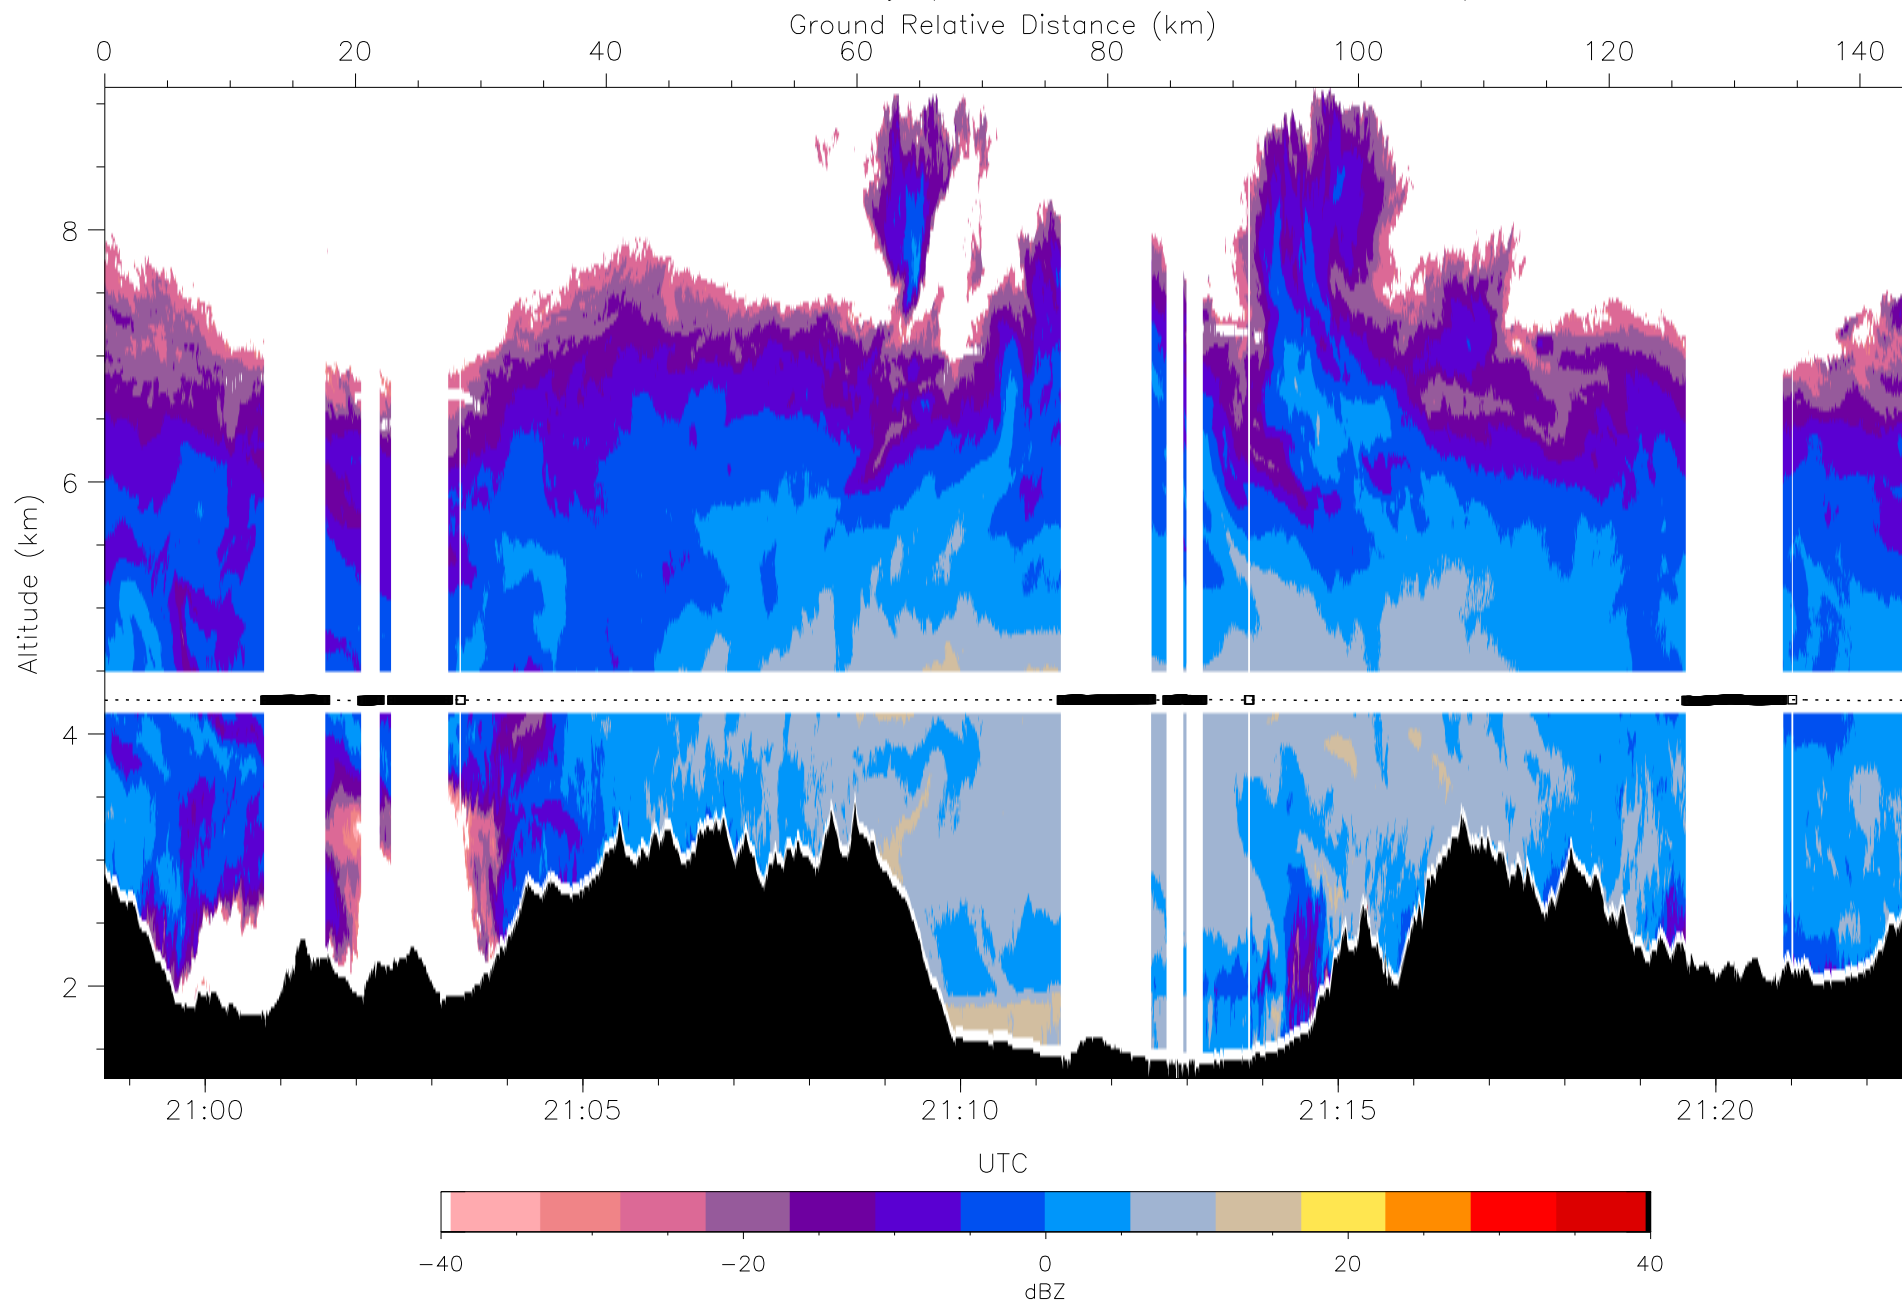 Ground Relative Distance (km)
0 20 40 60 80 100 120 140
8
6
4
2
Altitude (km)
21:00 21:05 21:10 21:15 21:20
UTC
−40 −20 0 20 40
dBZ